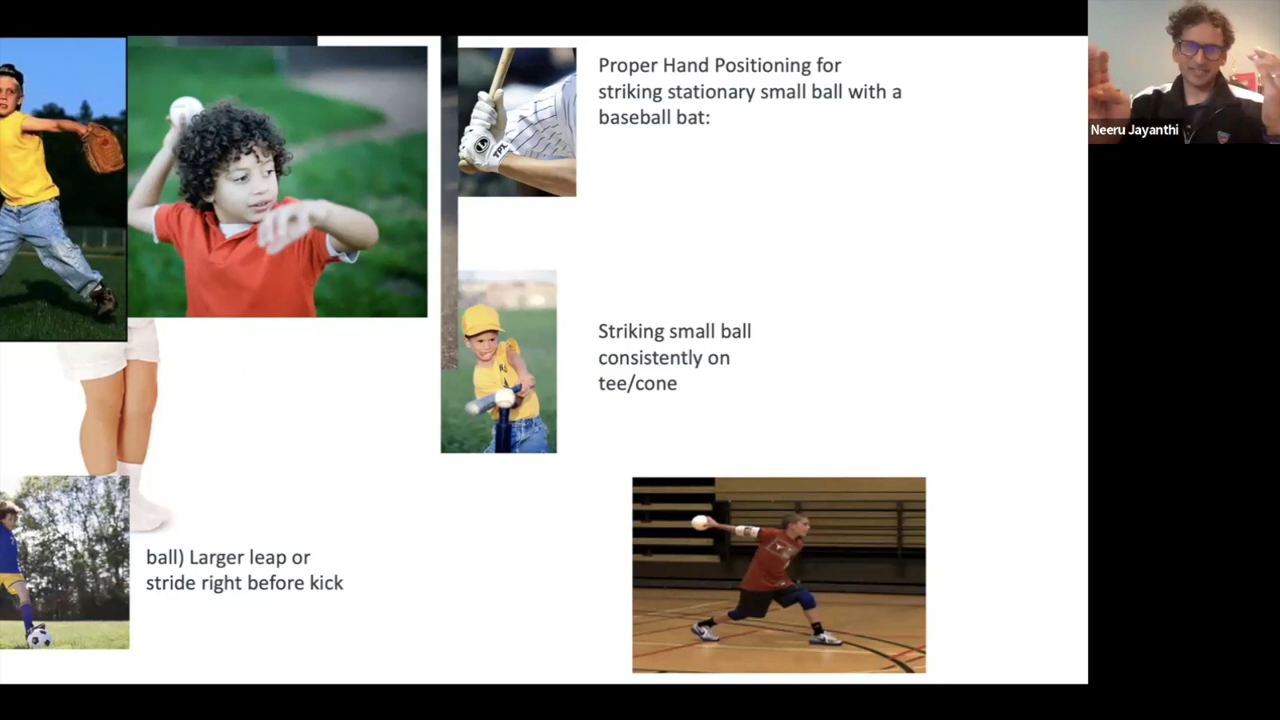 Proper Hand Positioning for
striking stationary small ball with a
baseball bat:
Neeru Jayanthi
TPX
Striking small ball
consistently on
tee/cone
ball) Larger leap or
stride right before kick